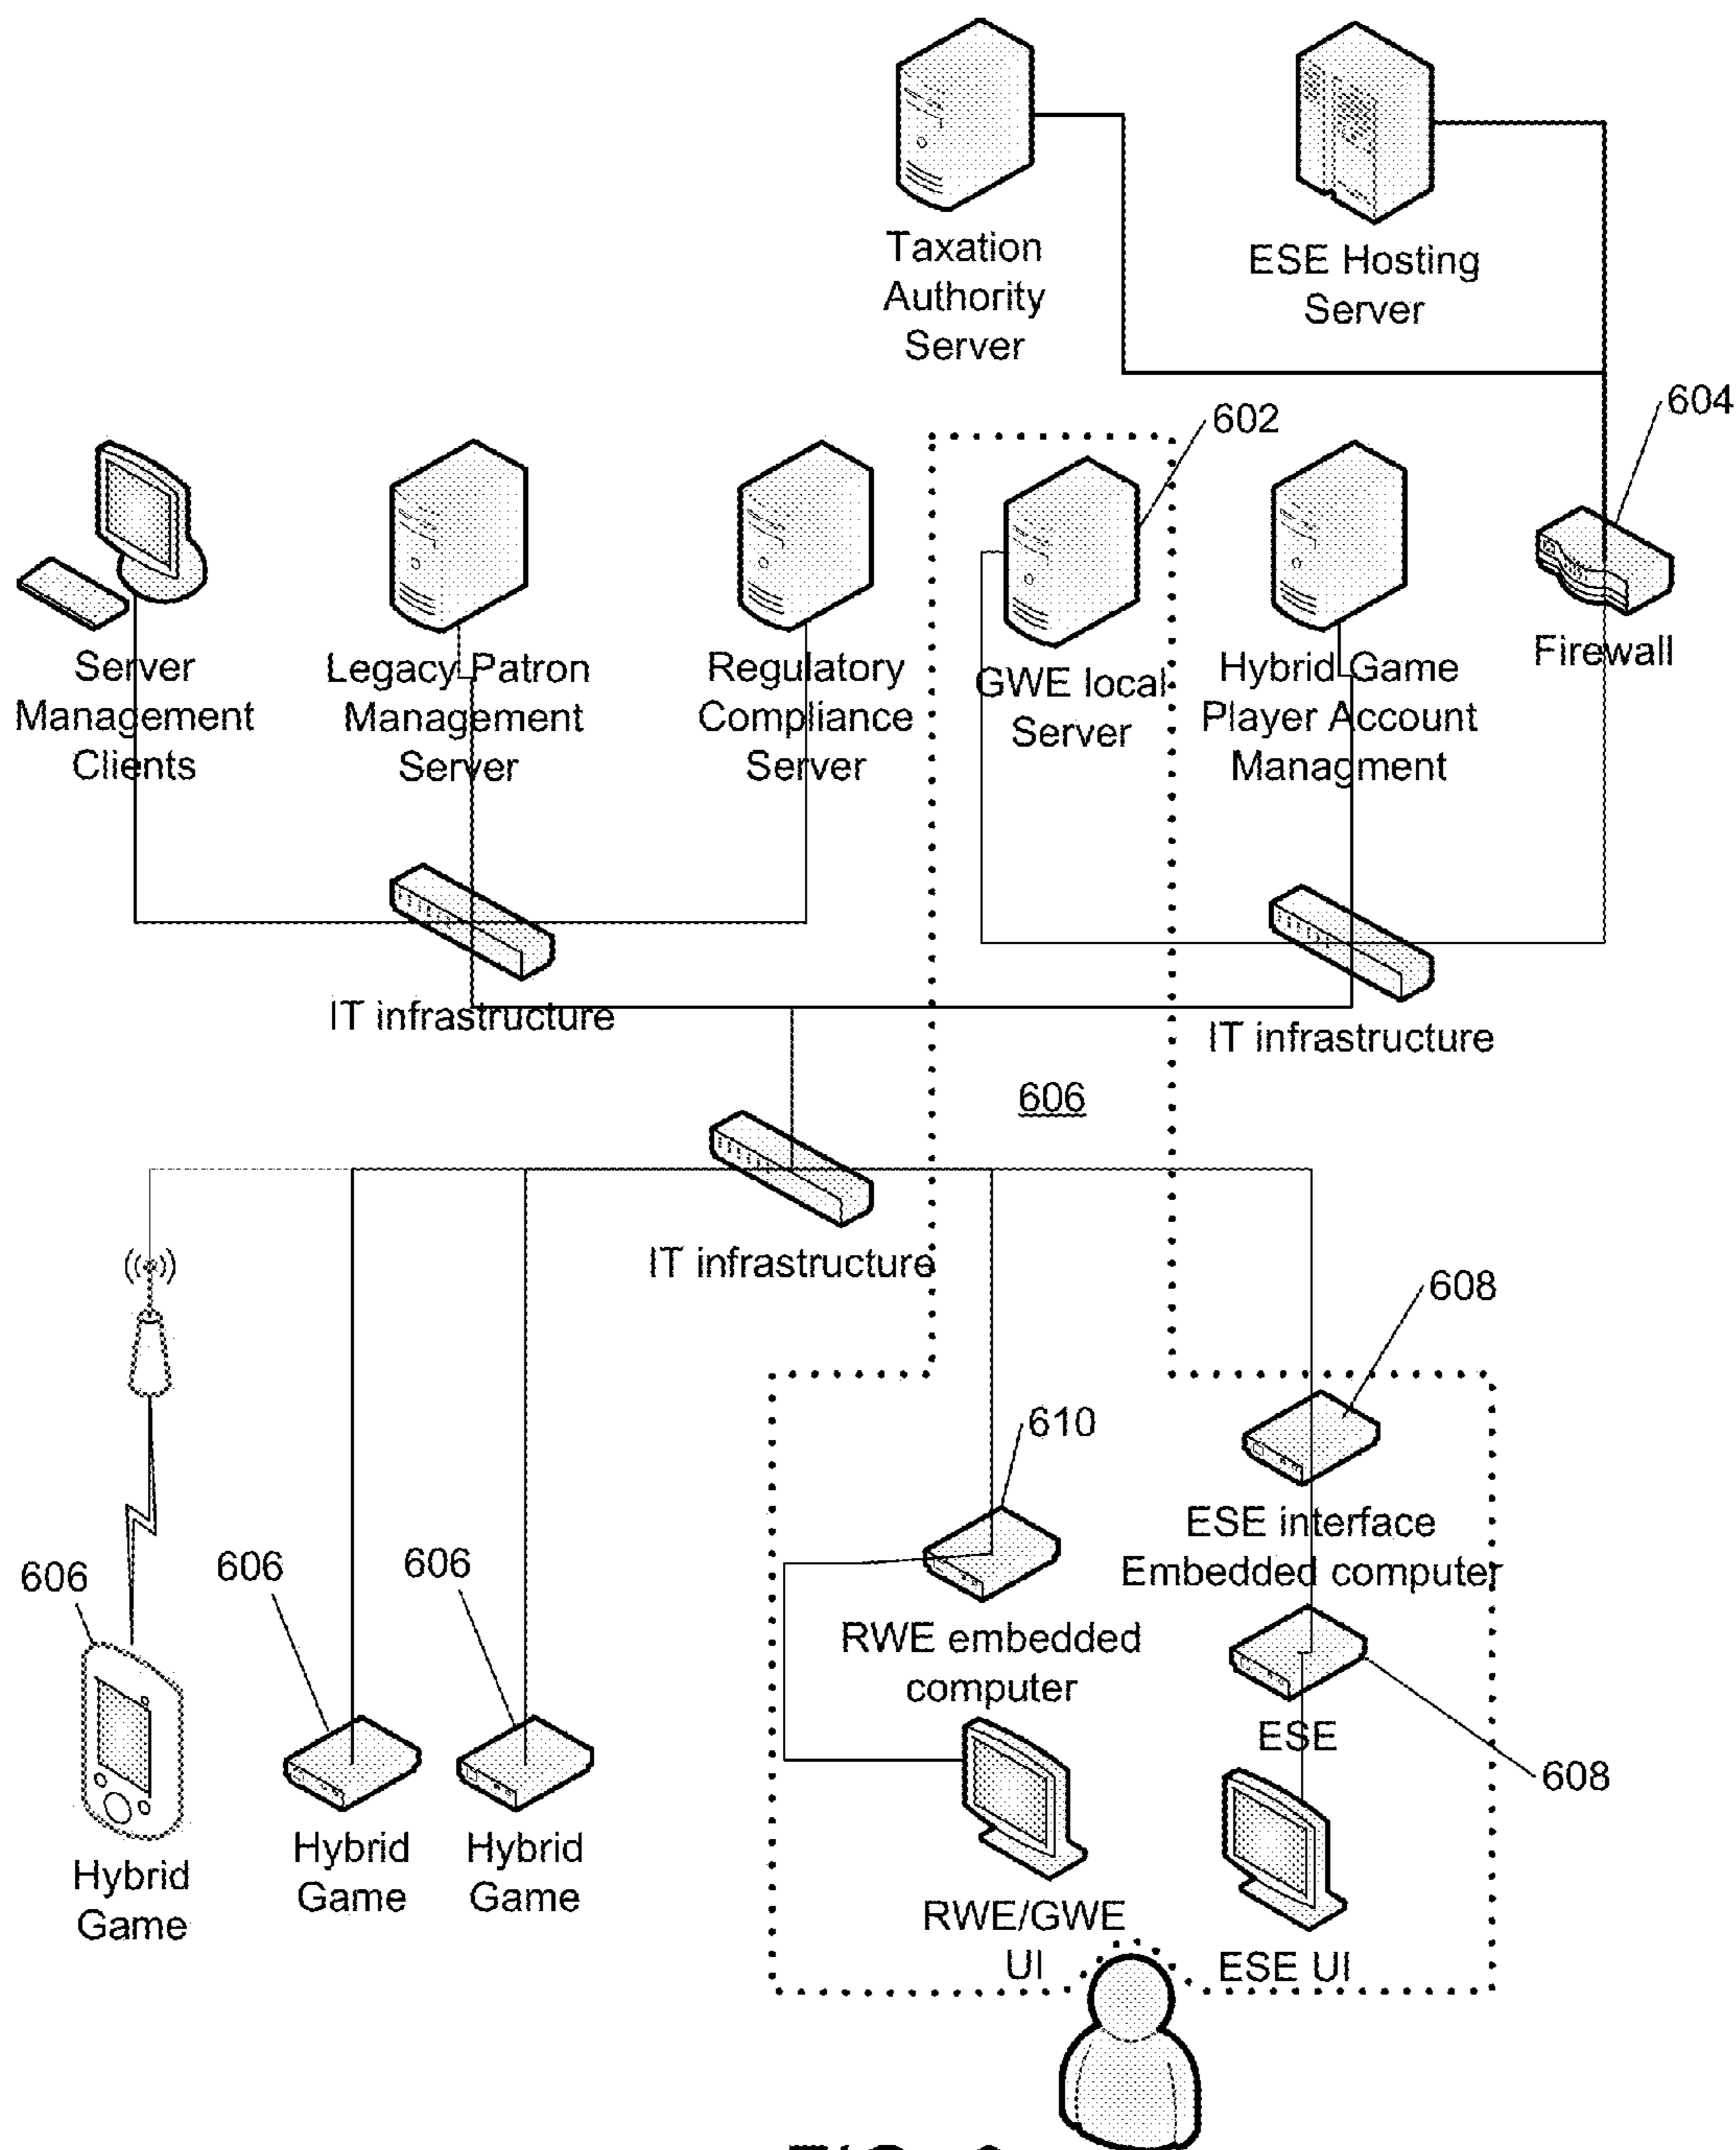 Taxation
Authority
Server
ESE Hosting
Server
602
604
Server
Management
Clients
Legacy Patron
Management
Server
Regulatory
Compliance
Server
GWE local
Server
Hybrid Game
Player Account
Managment
Firewall
IT infrastructure
IT infrastructure
606
IT infrastructure
608
610
ESE interface
Embedded computer
606
606
606
RWE embedded
computer
ESE
608
Hybrid
Game
Hybrid
Game
Hybrid
Game
RWE/GWE
UI
ESE UI